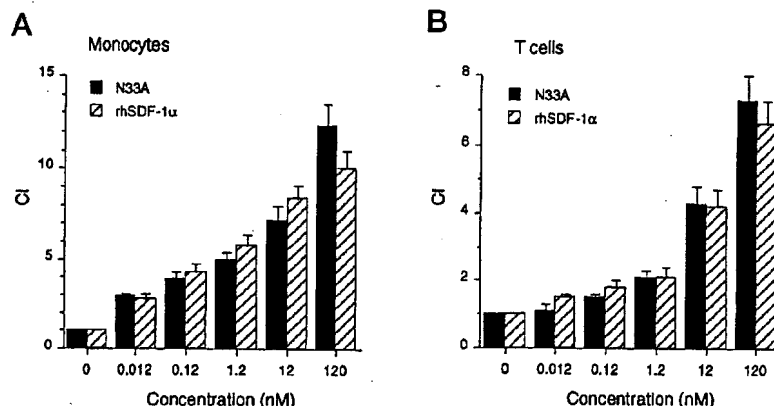 A
Monocytes
15
10
5
0
CI
N33A
rhSDF-1α
0 0.012 0.12 1.2 12 120
Concentration (nM)
B
T cells
8
6
4
2
0
CI
N33A
rhSDF-1α
0 0.012 0.12 1.2 12 120
Concentration (nM)